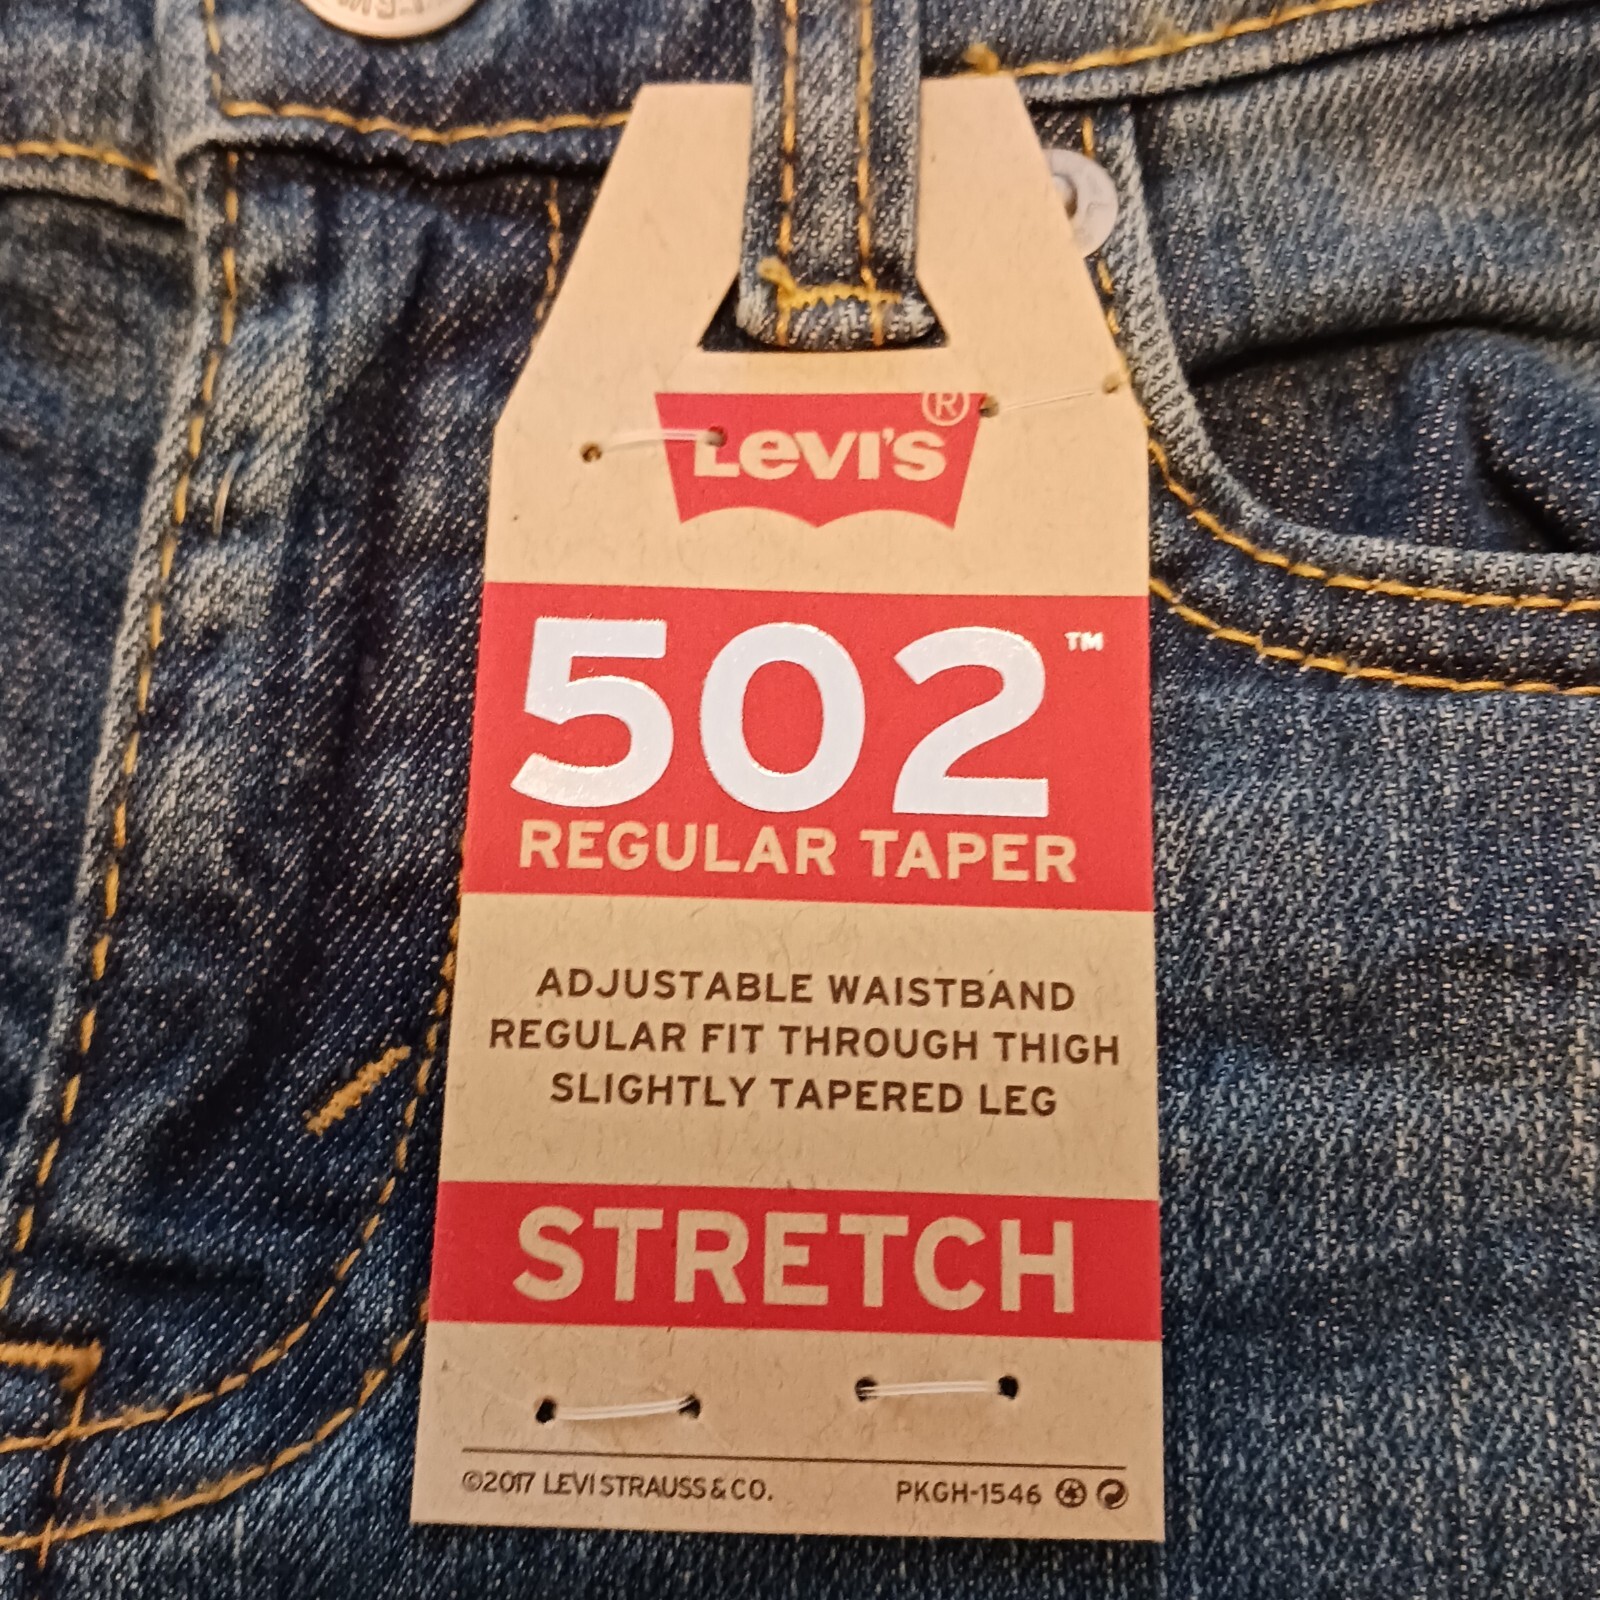 LEVI'S®
502™
REGULAR TAPER
ADJUSTABLE WAISTBAND
REGULAR FIT THROUGH THIGH
SLIGHTLY TAPERED LEG
STRETCH
©2017 LEVI STRAUSS & CO. PKGH-1546